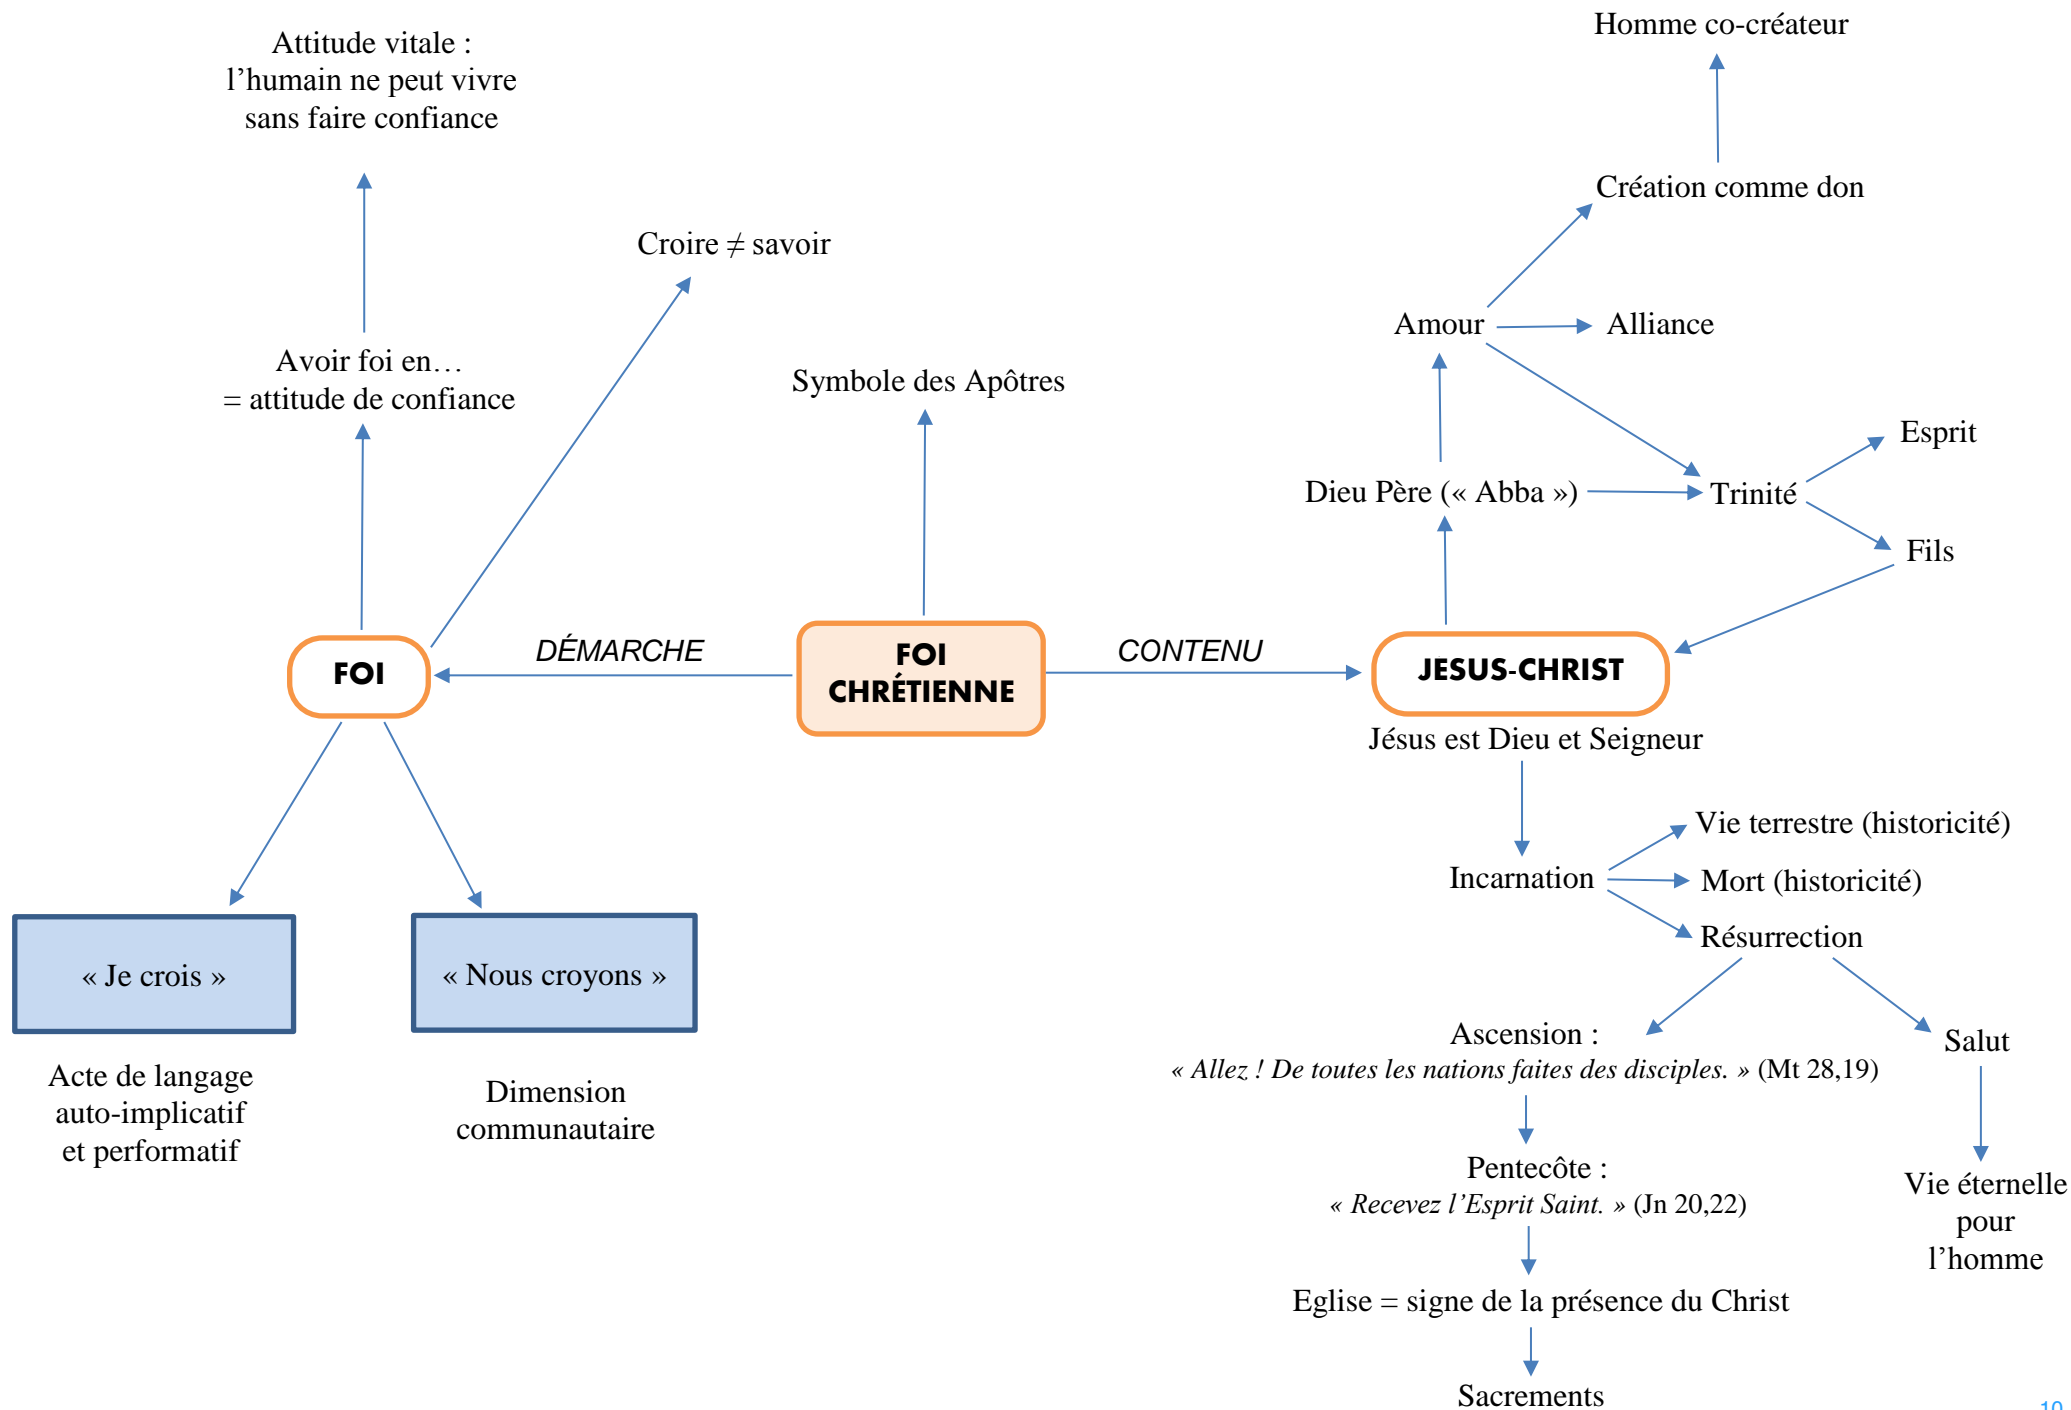 Homme co-créateur
Attitude vitale :
l’humain ne peut vivre
sans faire confiance
Création comme don
Croire ≠ savoir
Amour
Alliance
Avoir foi en…
= attitude de confiance
Symbole des Apôtres
Esprit
Dieu Père (« Abba »)
Trinité
Fils
FOI
DÉMARCHE
FOI
CHRÉTIENNE
CONTENU
JESUS-CHRIST
Jésus est Dieu et Seigneur
Vie terrestre (historicité)
Incarnation
Mort (historicité)
Résurrection
« Je crois »
« Nous croyons »
Acte de langage
auto-implicatif
et performatif
Dimension
communautaire
Ascension :
« Allez ! De toutes les nations faites des disciples. » (Mt 28,19)
Salut
Pentecôte :
« Recevez l’Esprit Saint. » (Jn 20,22)
Vie éternelle
pour
l’homme
Eglise = signe de la présence du Christ
Sacrements
10